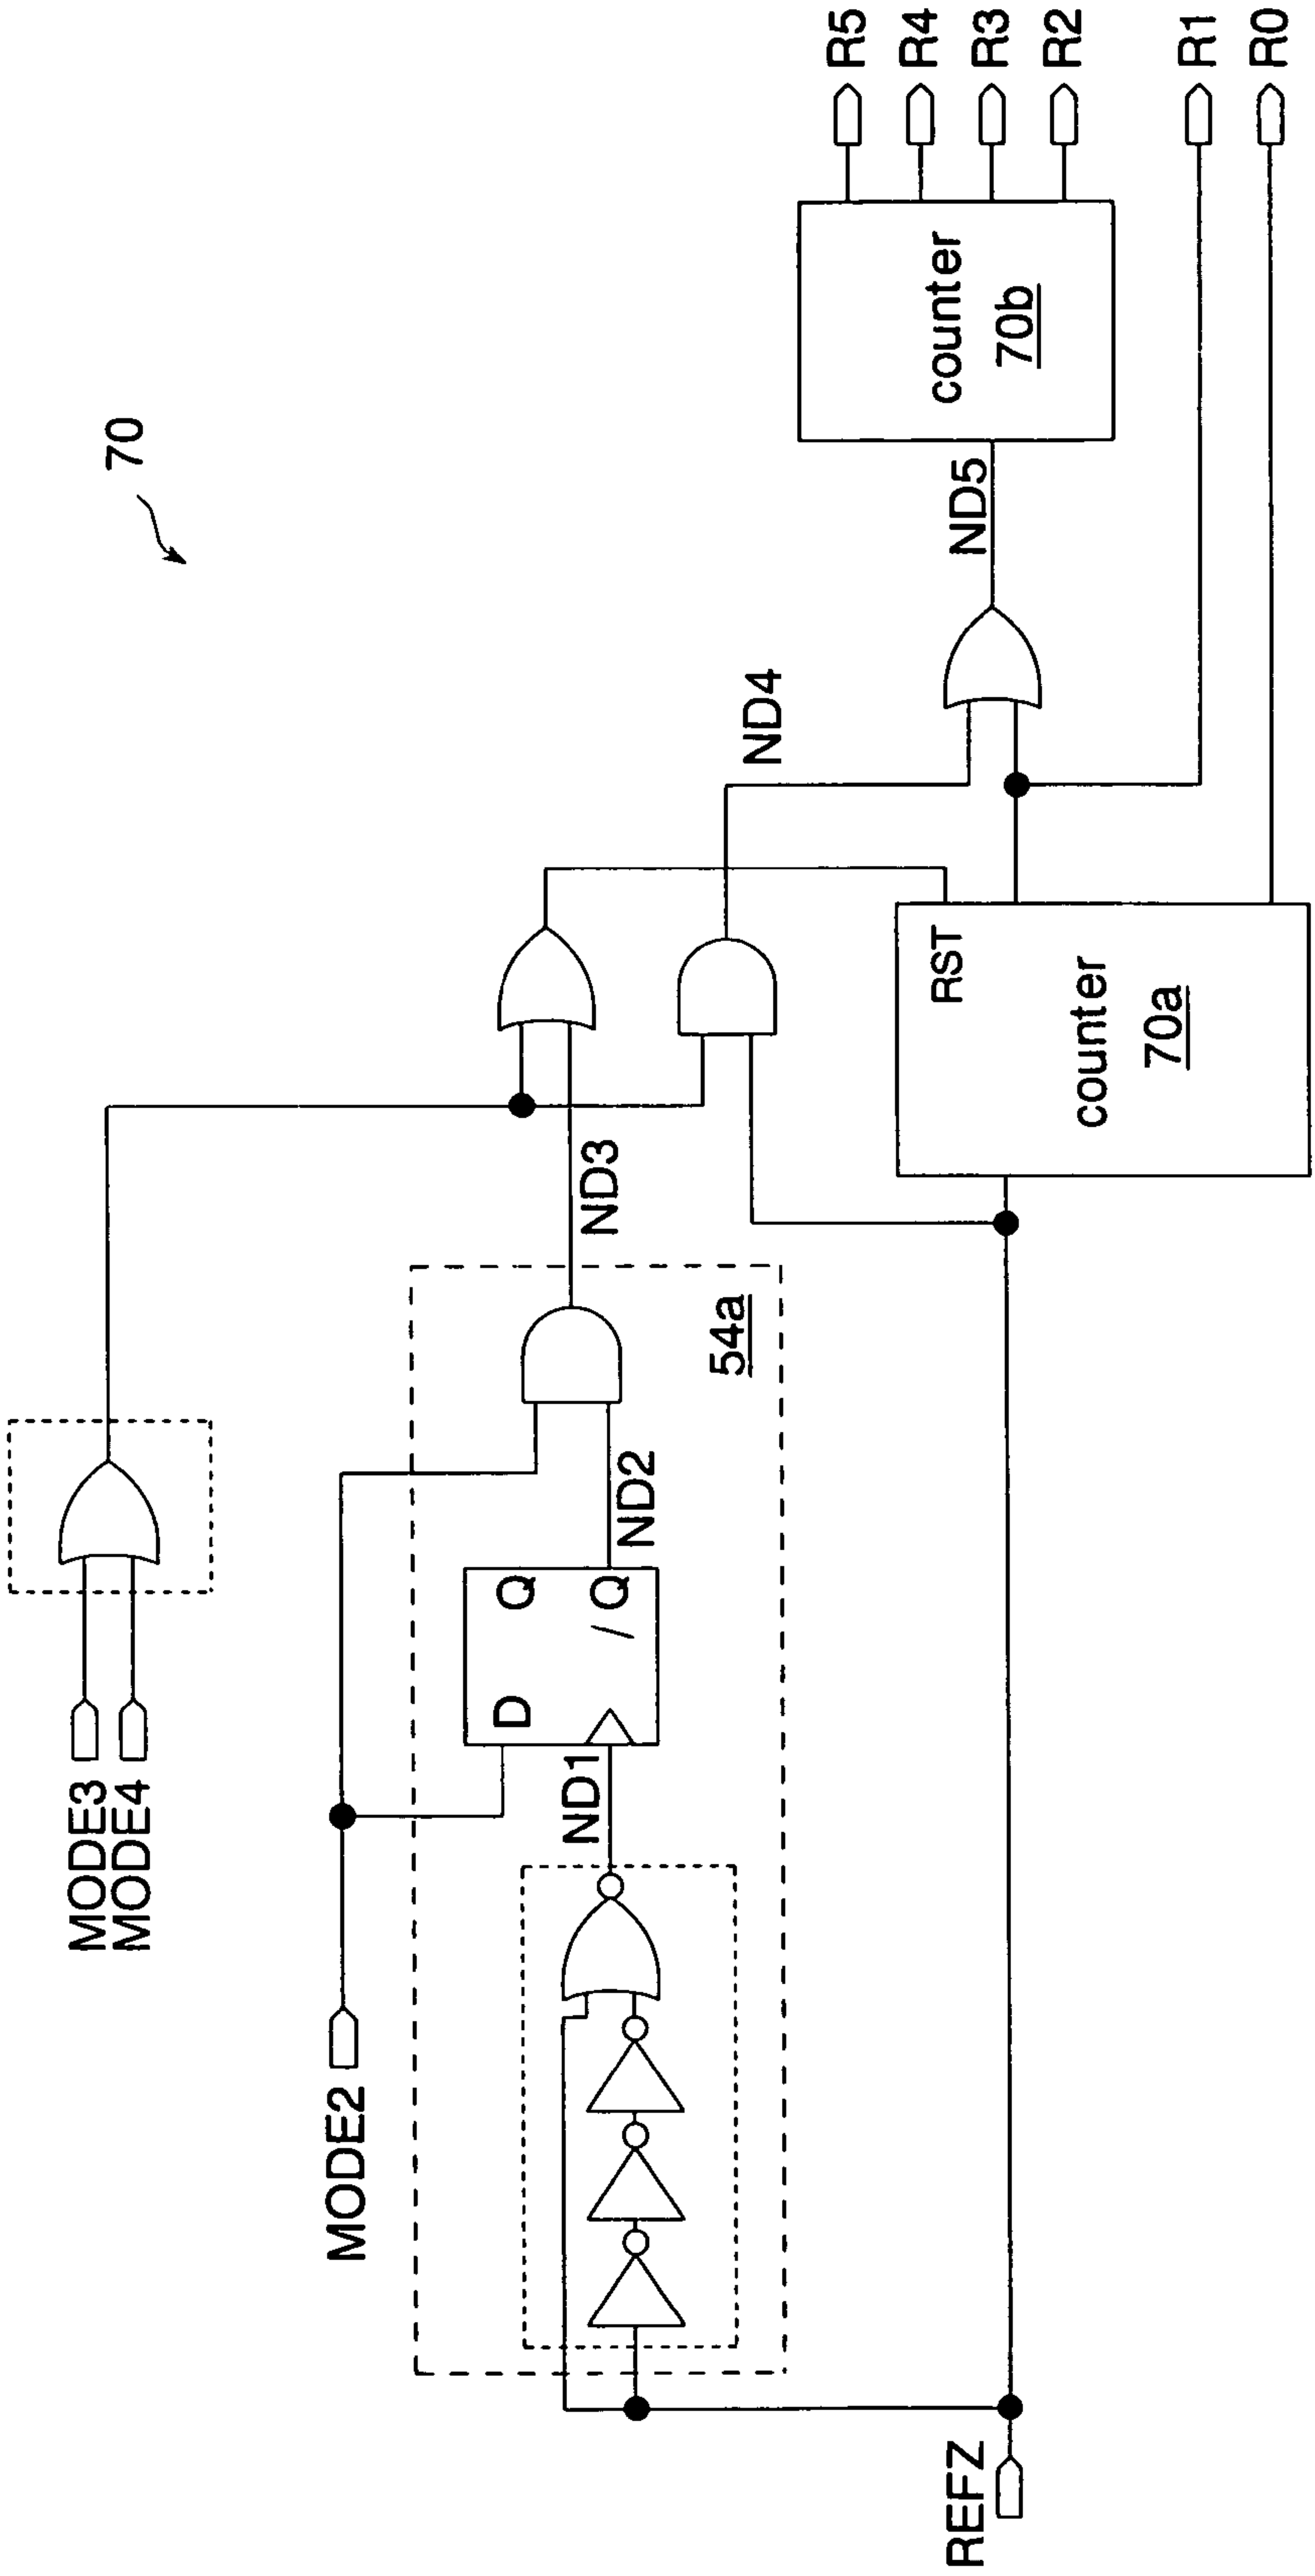 70
MODE3
MODE4
MODE2
REFZ
ND1
D
Q
/Q
ND2
54a
ND3
ND4
RST
counter
70a
ND5
counter
70b
R5
R4
R3
R2
R1
R0